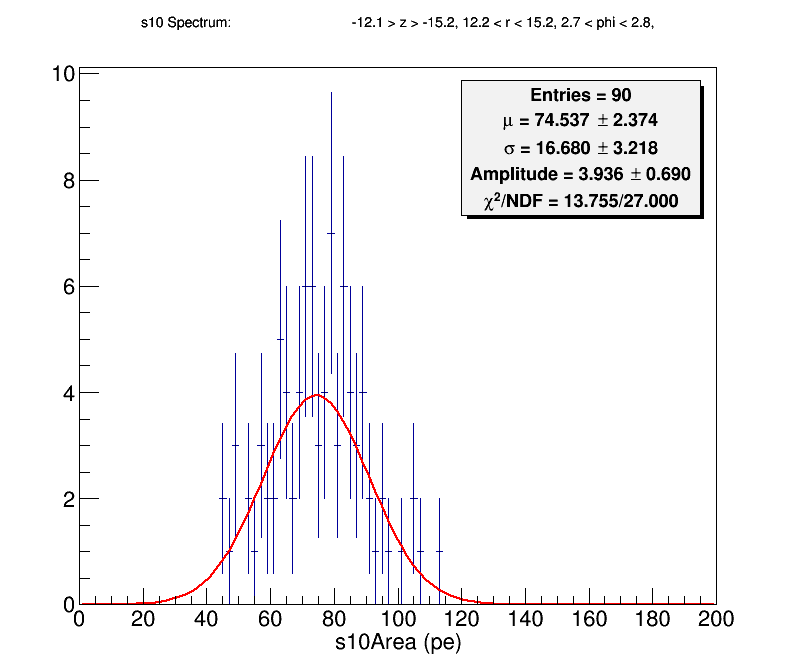 s10 Spectrum: -12.1 > z > -15.2, 12.2 < r < 15.2, 2.7 < phi < 2.8,
10
Entries = 90
μ = 74.537 ± 2.374
σ = 16.680 ± 3.218
8
Amplitude = 3.936 ± 0.690
χ²/NDF = 13.755/27.000
6
4
2
0
0 20 40 60 80 100 120 140 160 180 200
s10Area (pe)